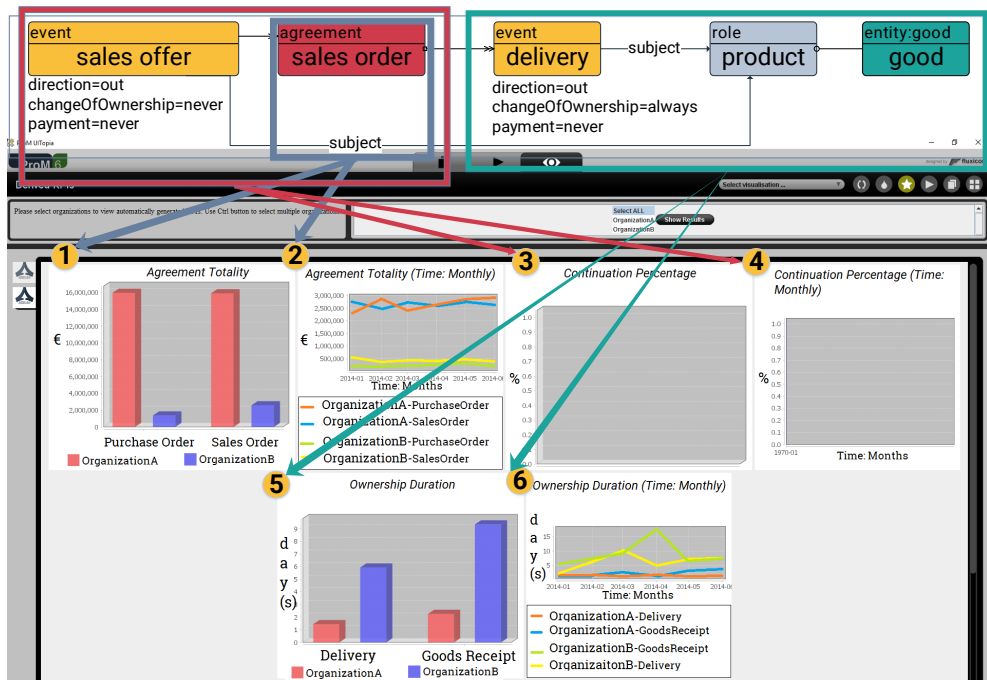 event
sales offer
direction=out
changeOfOwnership=never
payment=never
agreement
sales order
subject
event
delivery
direction=out
changeOfOwnership=always
payment=never
subject
role
product
entity:good
good
ProM UITopia
ProM 6
designed by fluxicon
Derived KPIs
Select visualisation ...
Please select organizations to view automatically generated
Use Ctrl button to select multiple organizations
Select ALL
OrganizationA
OrganizationB
Show Results
1
Agreement Totality
€
16,000,000
14,000,000
12,000,000
10,000,000
8,000,000
6,000,000
4,000,000
2,000,000
0
Purchase Order Sales Order
OrganizationA OrganizationB
2
Agreement Totality (Time: Monthly)
€
3,000,000
2,500,000
2,000,000
1,500,000
1,000,000
500,000
2014-01 2014-02 2014-03 2014-04 2014-05 2014-06
Time: Months
OrganizationA-PurchaseOrder
OrganizationA-SalesOrder
OrganizationB-PurchaseOrder
OrganizationB-SalesOrder
3
Continuation Percentage
%
1.0
0.9
0.8
0.7
0.6
0.5
0.4
0.3
0.2
0.1
0.0
4
Continuation Percentage (Time:
Monthly)
%
1.0
0.9
0.8
0.7
0.6
0.5
0.4
0.3
0.2
0.1
0.0
1970-01
Time: Months
5
Ownership Duration
day(s)
9
8
7
6
5
4
3
2
1
0
Delivery Goods Receipt
OrganizationA OrganizationB
6
Ownership Duration (Time: Monthly)
day(s)
15
10
5
2014-01 2014-02 2014-03 2014-04 2014-05 2014-06
Time: Months
OrganizationA-Delivery
OrganizationA-GoodsReceipt
OrganizationB-GoodsReceipt
OrganizaitonB-Delivery